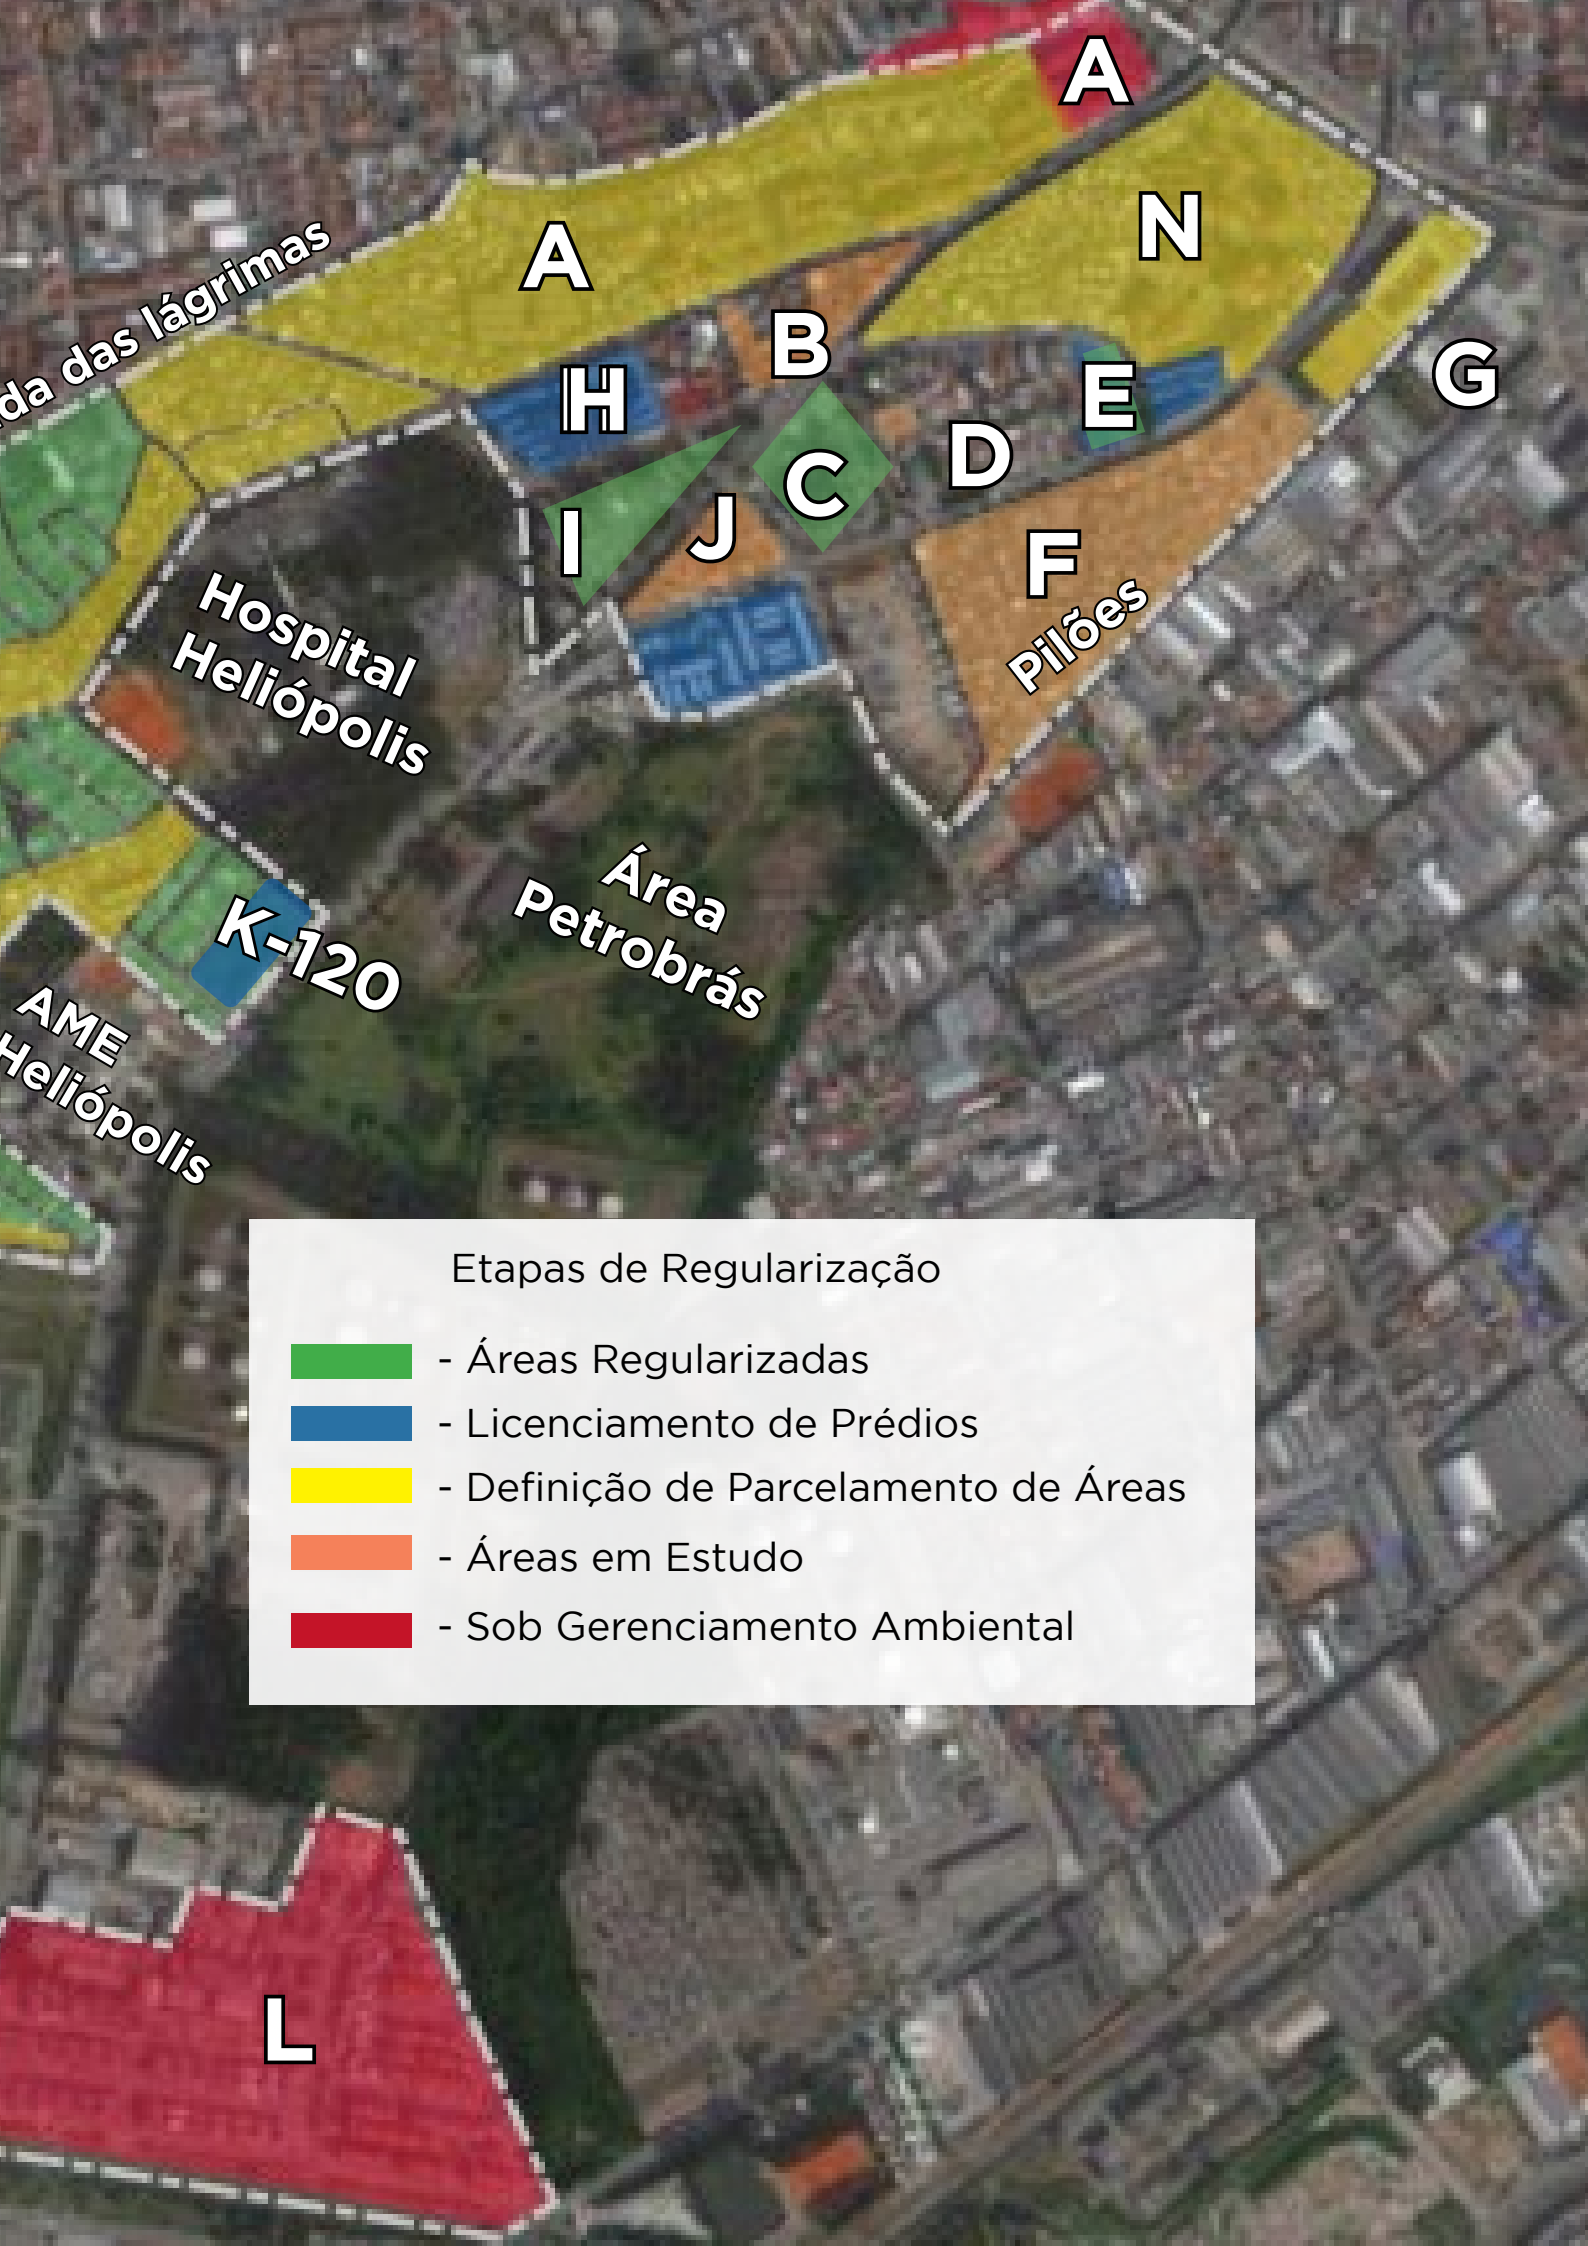 A
N
A
da das lágrimas
B
G
H
E
D
C
J
I
F
Pilões
Hospital
Heliópolis
Área
Petrobrás
K-120
AME
Heliópolis
Etapas de Regularização
- Áreas Regularizadas
- Licenciamento de Prédios
- Definição de Parcelamento de Áreas
- Áreas em Estudo
- Sob Gerenciamento Ambiental
L